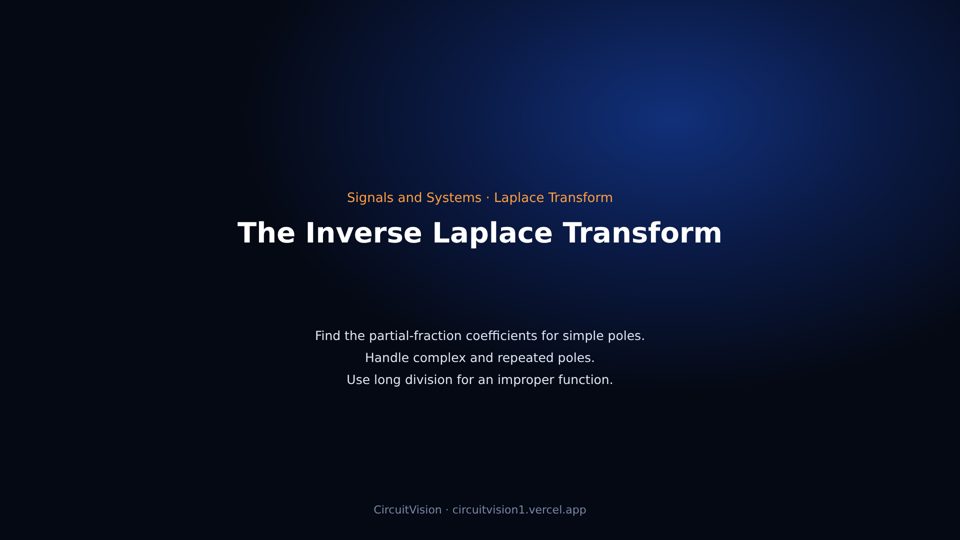 Signals and Systems · Laplace Transform
The Inverse Laplace Transform
Find the partial-fraction coefficients for simple poles.
Handle complex and repeated poles.
Use long division for an improper function.
CircuitVision · circuitvision1.vercel.app